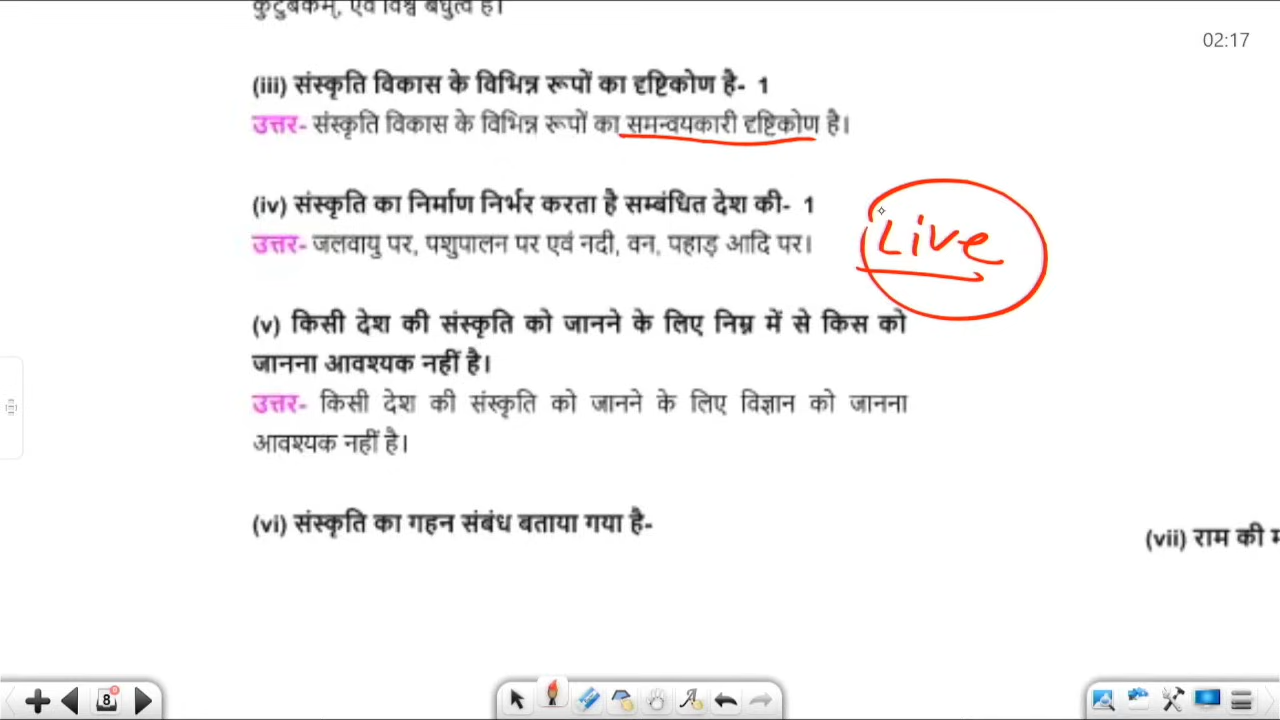 कुटुंबकम्, एवं विश्व बंधुत्व है।
02:17
(iii) संस्कृति विकास के विभिन्न रूपों का दृष्टिकोण है- 1
उत्तर- संस्कृति विकास के विभिन्न रूपों का समन्वयकारी दृष्टिकोण है।
(iv) संस्कृति का निर्माण निर्भर करता है सम्बंधित देश की- 1
उत्तर- जलवायु पर, पशुपालन पर एवं नदी, वन, पहाड़ आदि पर।
Live
(v) किसी देश की संस्कृति को जानने के लिए निम्न में से किस को
जानना आवश्यक नहीं है।
उत्तर- किसी देश की संस्कृति को जानने के लिए विज्ञान को जानना
आवश्यक नहीं है।
(vi) संस्कृति का गहन संबंध बताया गया है-
(vii) राम की
8